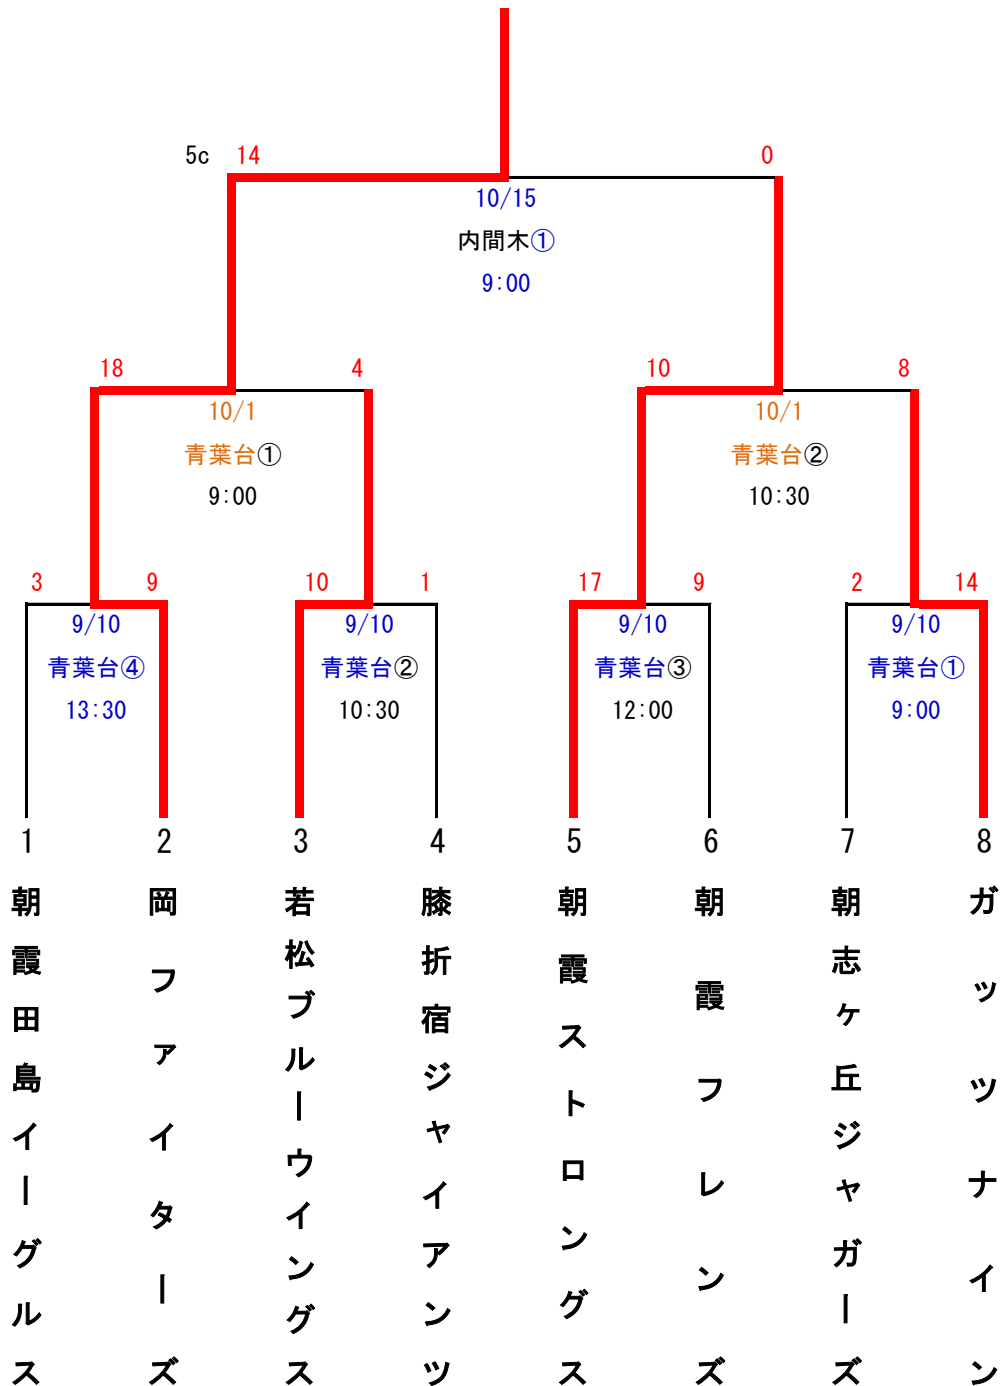 5c 14 0
10/15
内間木①
9:00
18 4 10 8
10/1 10/1
青葉台① 青葉台②
9:00 10:30
3 9 10 1 17 9 2 14
9/10 9/10 9/10 9/10
青葉台④ 青葉台② 青葉台③ 青葉台①
13:30 10:30 12:00 9:00
1 2 3 4 5 6 7 8
朝霞田島イーグルス
岡ファイターズ
若松ブルーウイングス
膝折宿ジャイアンツ
朝霞ストロングス
朝霞フレンズ
朝志ヶ丘ジャガーズ
ガッツナイン